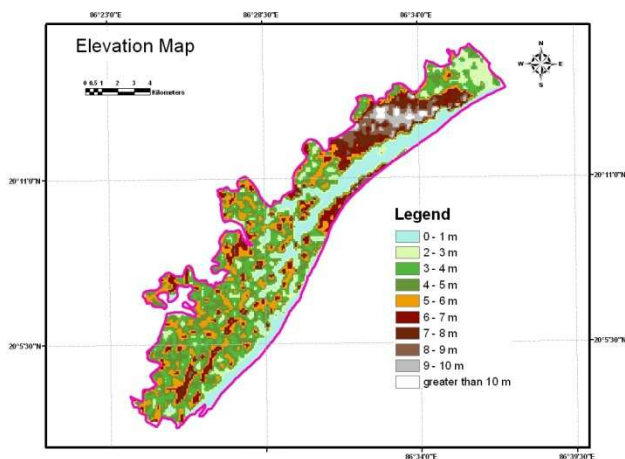 86°23'0"E 86°28'30"E 86°34'0"E
Elevation Map
N
W E
S
0 0.5 1 2 3 4
Kilometers
20°11'0"N 20°11'0"N
Legend
0 - 1 m
2 - 3 m
3 - 4 m
4 - 5 m
5 - 6 m
6 - 7 m
7 - 8 m
8 - 9 m
9 - 10 m
greater than 10 m
20°5'30"N 20°5'30"N
86°34'0"E 86°39'30"E